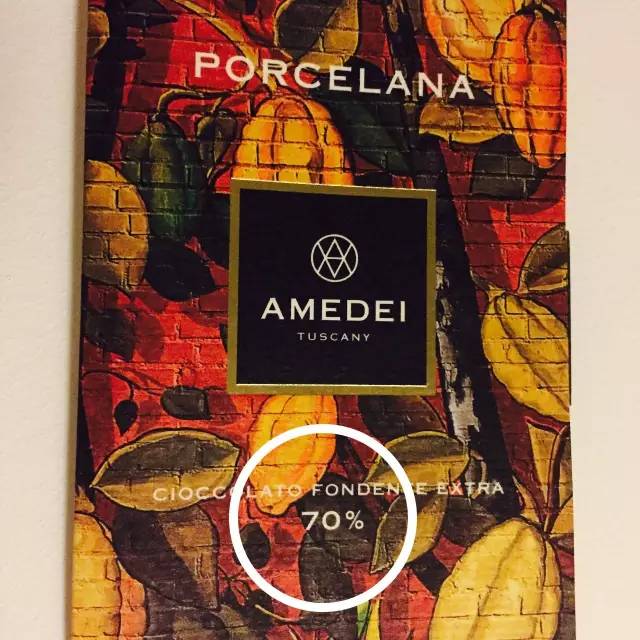 PORCELANA
AMEDEI
TUSCANY
CIOCCOLATO FONDENTE EXTRA
70%